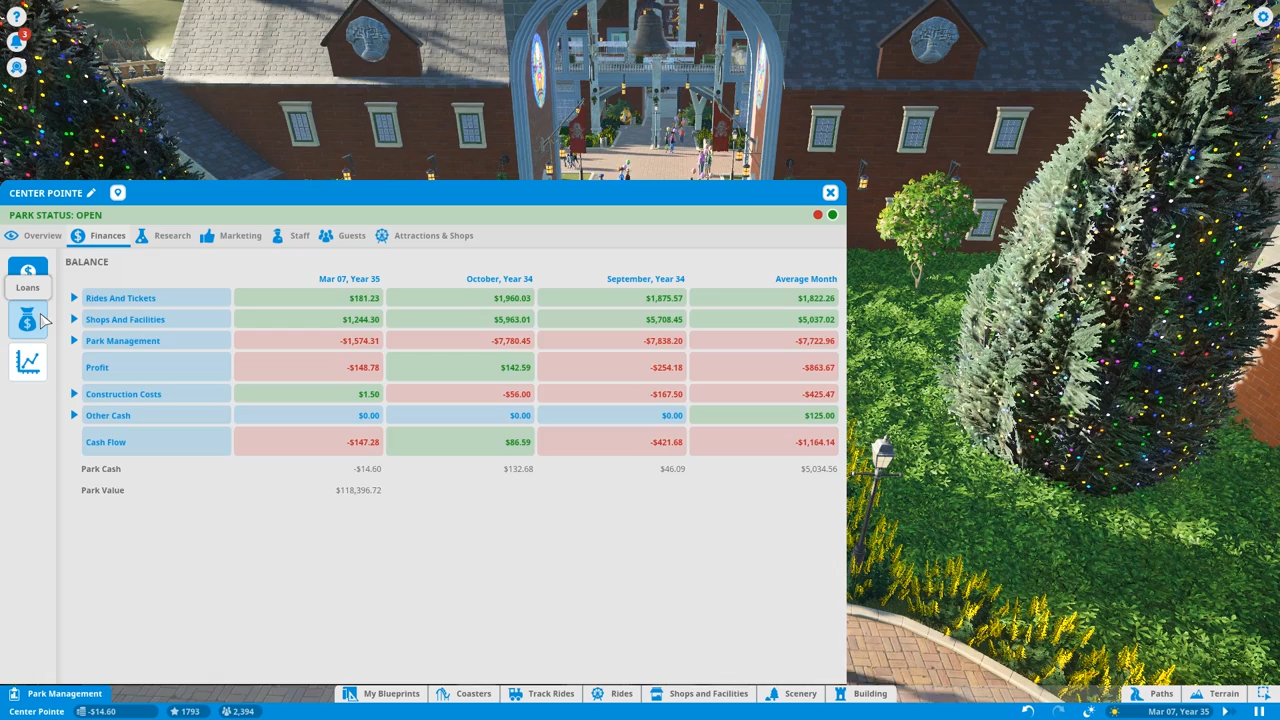 ?
3
CENTER POINTE
PARK STATUS: OPEN
Overview Finances Research Marketing Staff Guests Attractions & Shops
BALANCE
Mar 07, Year 35 October, Year 34 September, Year 34 Average Month
Loans
Rides And Tickets $181.23 $1,960.03 $1,875.57 $1,822.26
Shops And Facilities $1,244.30 $5,963.01 $5,708.45 $5,037.02
Park Management -$1,574.31 -$7,780.45 -$7,838.20 -$7,722.96
Profit -$148.78 $142.59 -$254.18 -$863.67
Construction Costs $1.50 -$56.00 -$167.50 -$425.47
Other Cash $0.00 $0.00 $0.00 $125.00
Cash Flow -$147.28 $86.59 -$421.68 -$1,164.14
Park Cash -$14.60 $132.68 $46.09 $5,034.56
Park Value $118,396.72
Park Management My Blueprints Coasters Track Rides Rides Shops and Facilities Scenery Building Paths Terrain
Center Pointe -$14.60 1793 2,394 Mar 07, Year 35